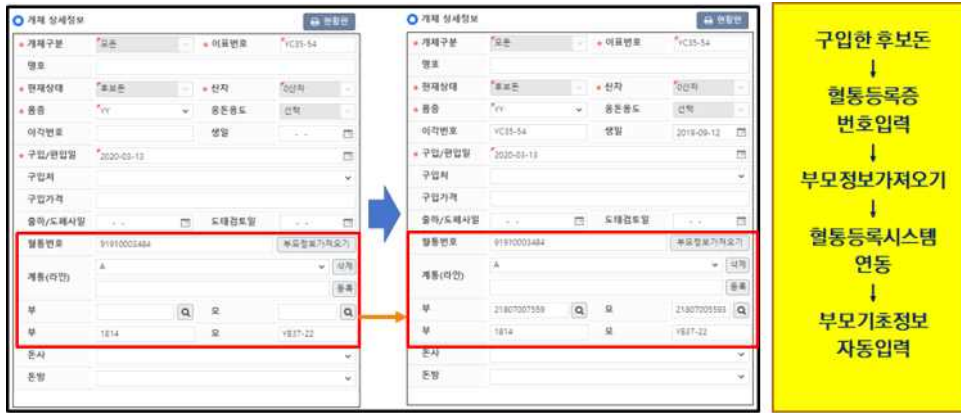 개체 상세정보 현황판
개체구분 모돈 이표번호 YC35-54
명호
현재상태 후보돈 산차 0산차
품종 YY 웅돈용도 선택
이각번호 생일 . .
구입/편입일 2020-03-13
구입처
구입가격
출하/도폐사일 . . 도태검토일 . .
혈통번호 91910003484 부모정보가져오기
계통(라인) A 삭제
등록
부 모
부 1814 모 YB37-22
돈사
돈방
개체 상세정보 현황판
개체구분 모돈 이표번호 YC35-54
명호
현재상태 후보돈 산차 0산차
품종 YY 웅돈용도 선택
이각번호 YC35-54 생일 2019-09-12
구입/편입일 2020-03-13
구입처
구입가격
출하/도폐사일 . . 도태검토일 . .
혈통번호 91910003484 부모정보가져오기
계통(라인) A 삭제
등록
부 21807007559 모 21807005593
부 1814 모 YB37-22
돈사
돈방
구입한 후보돈
↓
혈통등록증
번호입력
↓
부모정보가져오기
↓
혈통등록시스템
연동
↓
부모기초정보
자동입력